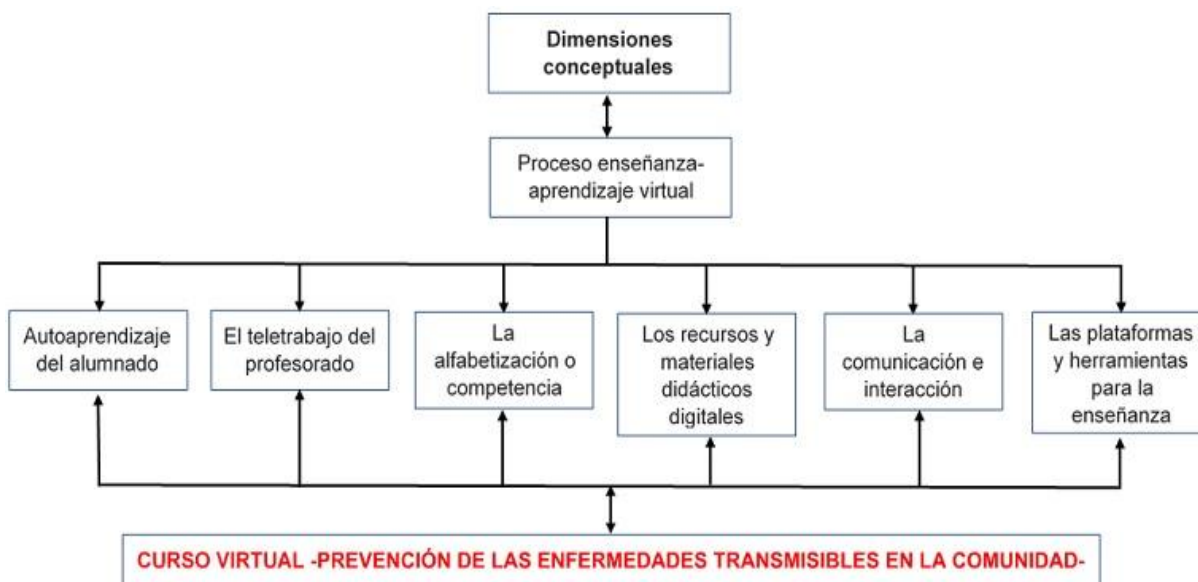 Dimensiones
conceptuales
Proceso enseñanza-
aprendizaje virtual
Autoaprendizaje
del alumnado
El teletrabajo del
profesorado
La
alfabetización o
competencia
Los recursos y
materiales
didácticos
digitales
La
comunicación e
interacción
Las plataformas
y herramientas
para la
enseñanza
CURSO VIRTUAL -PREVENCIÓN DE LAS ENFERMEDADES TRANSMISIBLES EN LA COMUNIDAD-